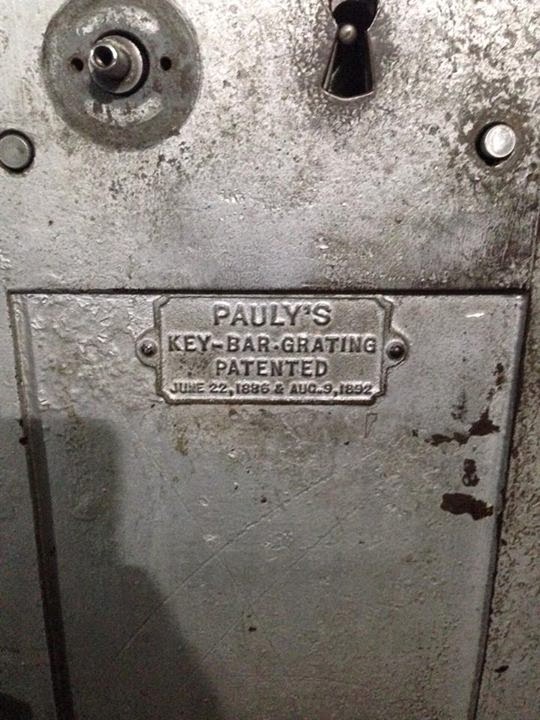 PAULY'S
KEY-BAR-GRATING
PATENTED
JUNE 22, 1886 & AUG. 9, 1892